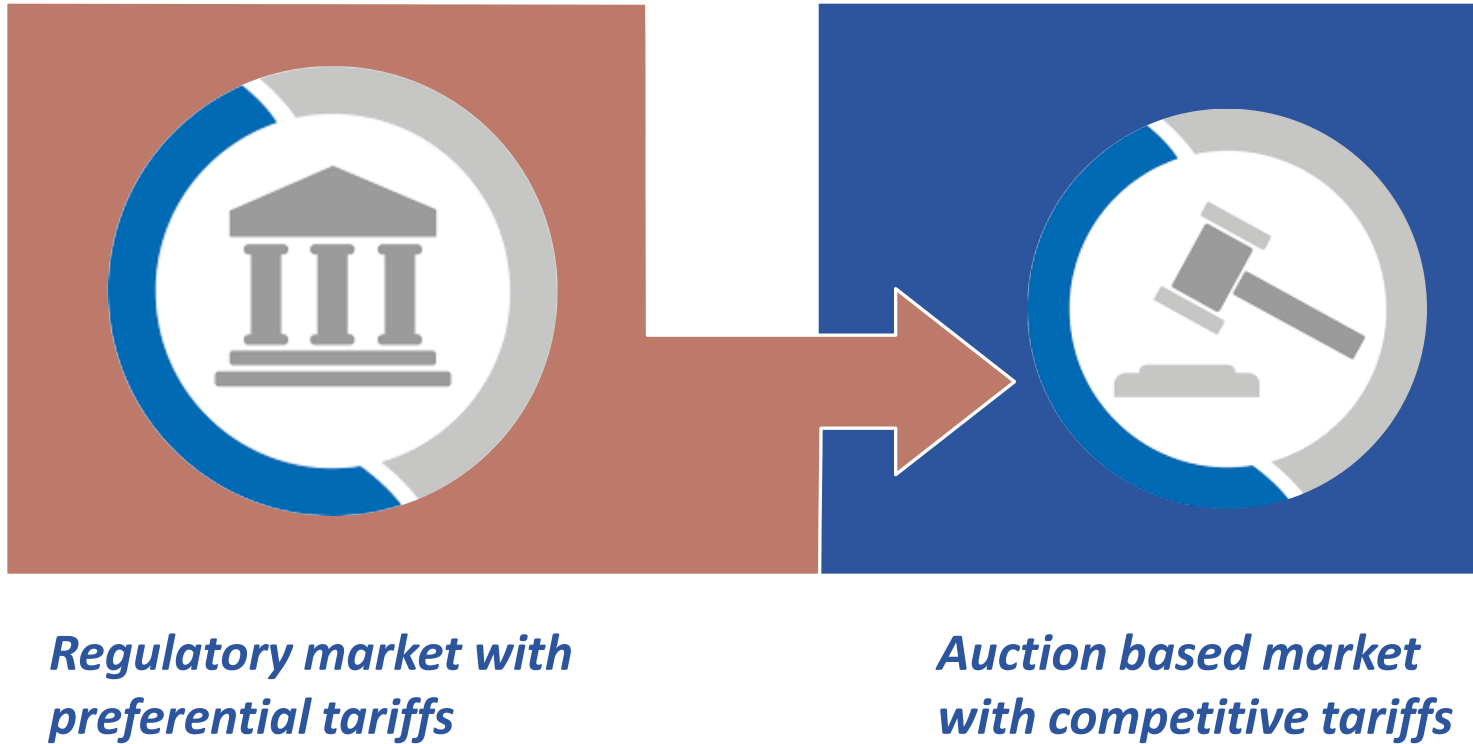 Regulatory market with
preferential tariffs
Auction based market
with competitive tariffs